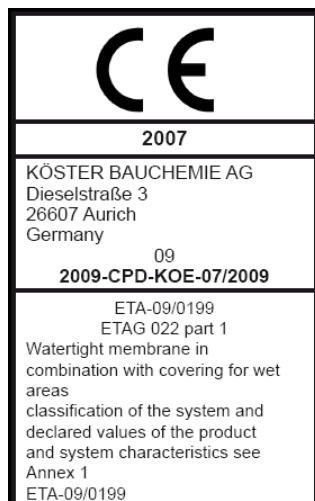 CE
2007
KÖSTER BAUCHEMIE AG
Dieselstraße 3
26607 Aurich
Germany
09
2009-CPD-KOE-07/2009
ETA-09/0199
ETAG 022 part 1
Watertight membrane in
combination with covering for wet
areas
classification of the system and
declared values of the product
and system characteristics see
Annex 1
ETA-09/0199